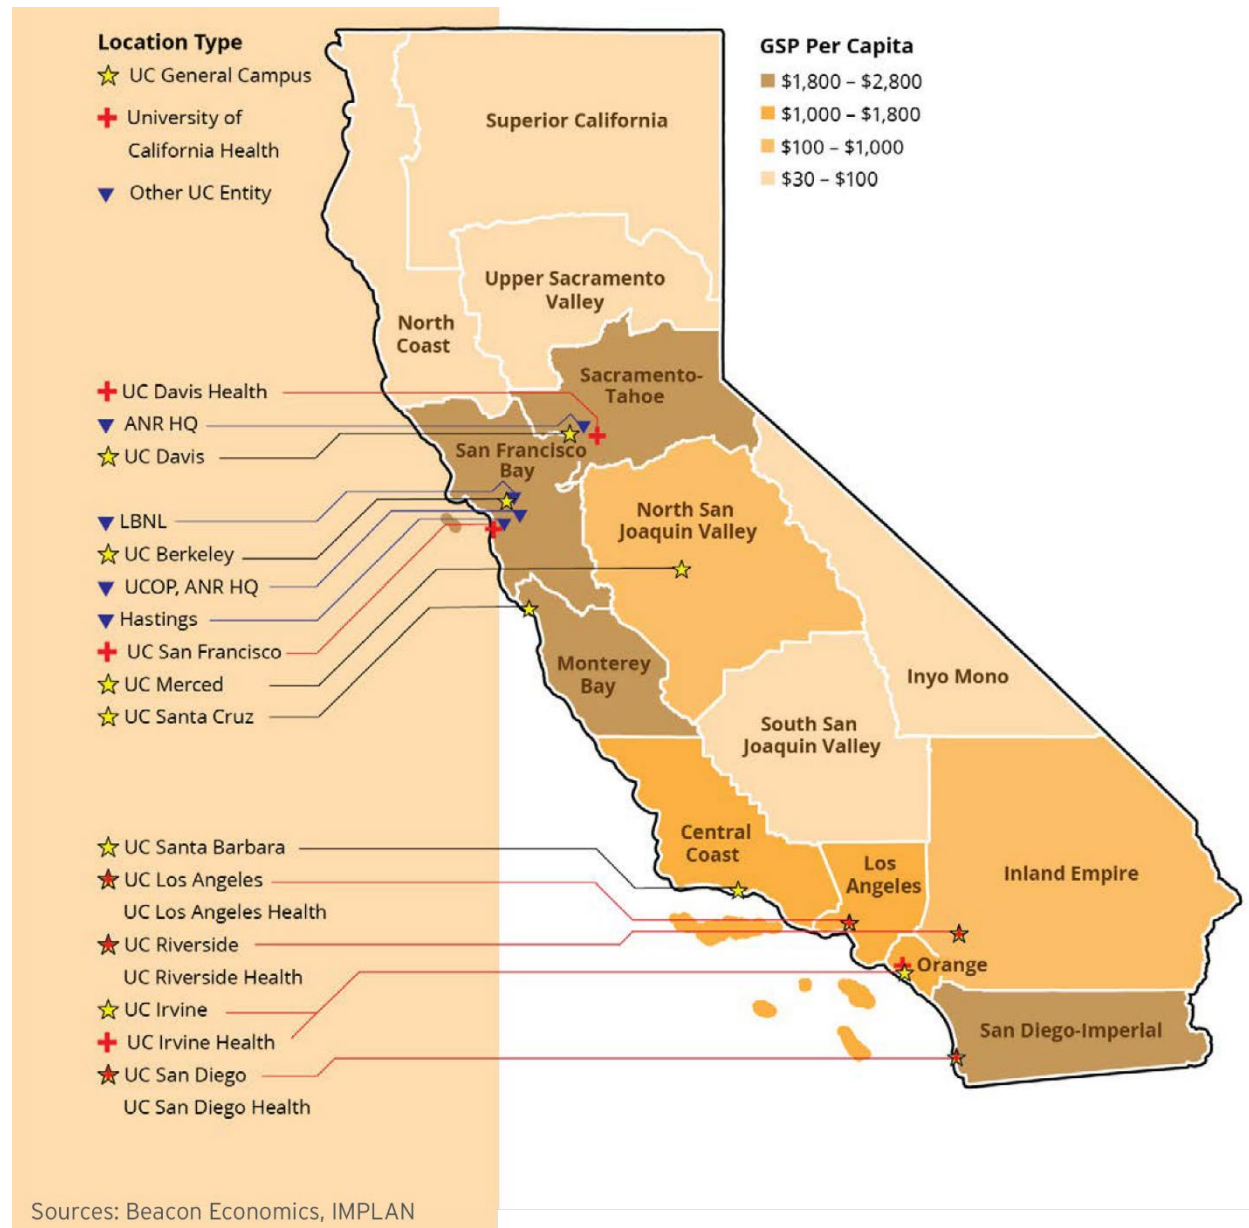 Location Type
UC General Campus
University of
California Health
Other UC Entity
GSP Per Capita
$1,800 – $2,800
$1,000 – $1,800
$100 – $1,000
$30 – $100
Superior California
Upper Sacramento
Valley
North
Coast
Sacramento-
Tahoe
San Francisco
Bay
North San
Joaquin Valley
Monterey
Bay
Inyo Mono
South San
Joaquin Valley
Central
Coast
Los
Angeles
Inland Empire
Orange
San Diego-Imperial
UC Davis Health
ANR HQ
UC Davis
LBNL
UC Berkeley
UCOP, ANR HQ
Hastings
UC San Francisco
UC Merced
UC Santa Cruz
UC Santa Barbara
UC Los Angeles
UC Los Angeles Health
UC Riverside
UC Riverside Health
UC Irvine
UC Irvine Health
UC San Diego
UC San Diego Health
Sources: Beacon Economics, IMPLAN